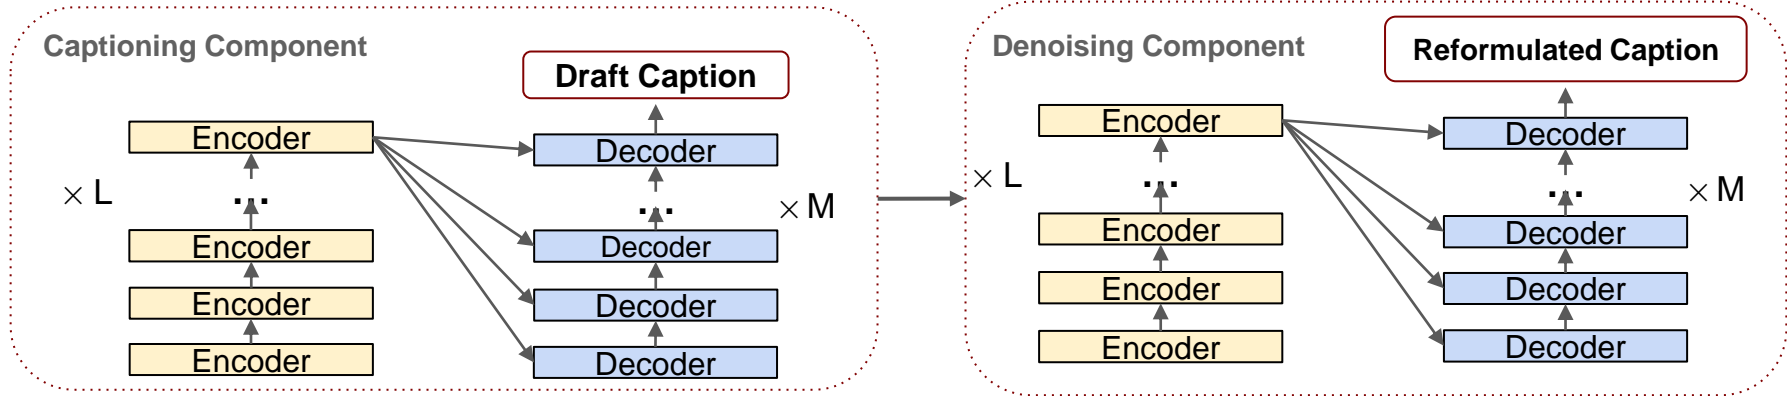 Captioning Component
Draft Caption
Encoder
Decoder
× L
...
...
× M
Encoder
Decoder
Encoder
Decoder
Encoder
Decoder
Denoising Component
Reformulated Caption
Encoder
Decoder
× L
...
...
× M
Encoder
Decoder
Encoder
Decoder
Encoder
Decoder